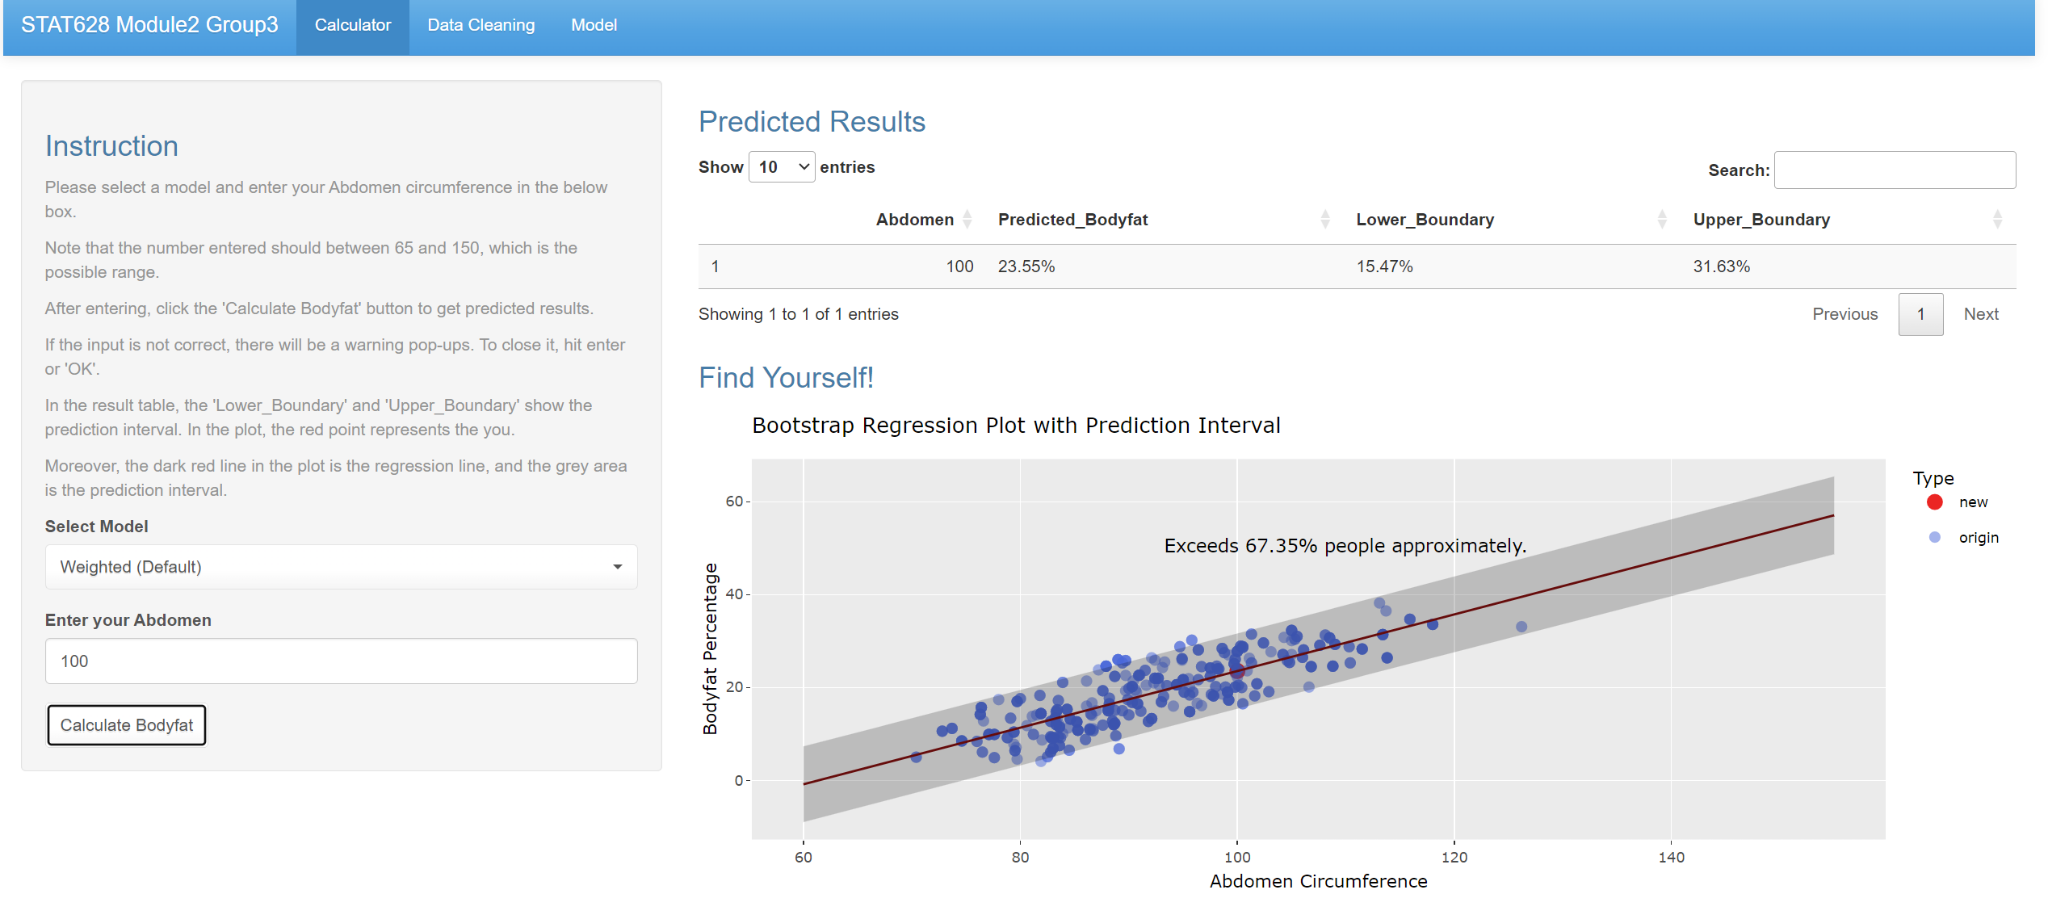 STAT628 Module2 Group3 Calculator Data Cleaning Model
Instruction
Please select a model and enter your Abdomen circumference in the below
box.
Note that the number entered should between 65 and 150, which is the
possible range.
After entering, click the 'Calculate Bodyfat' button to get predicted results.
If the input is not correct, there will be a warning pop-ups. To close it, hit enter
or 'OK'.
In the result table, the 'Lower_Boundary' and 'Upper_Boundary' show the
prediction interval. In the plot, the red point represents the you.
Moreover, the dark red line in the plot is the regression line, and the grey area
is the prediction interval.
Select Model
Weighted (Default)
Enter your Abdomen
100
Calculate Bodyfat
Predicted Results
Show 10 entries
Search:
Abdomen Predicted_Bodyfat Lower_Boundary Upper_Boundary
1 100 23.55% 15.47% 31.63%
Showing 1 to 1 of 1 entries
Previous 1 Next
Find Yourself!
Bootstrap Regression Plot with Prediction Interval
Exceeds 67.35% people approximately.
Bodyfat Percentage
60
40
20
0
60 80 100 120 140
Abdomen Circumference
Type
new
origin